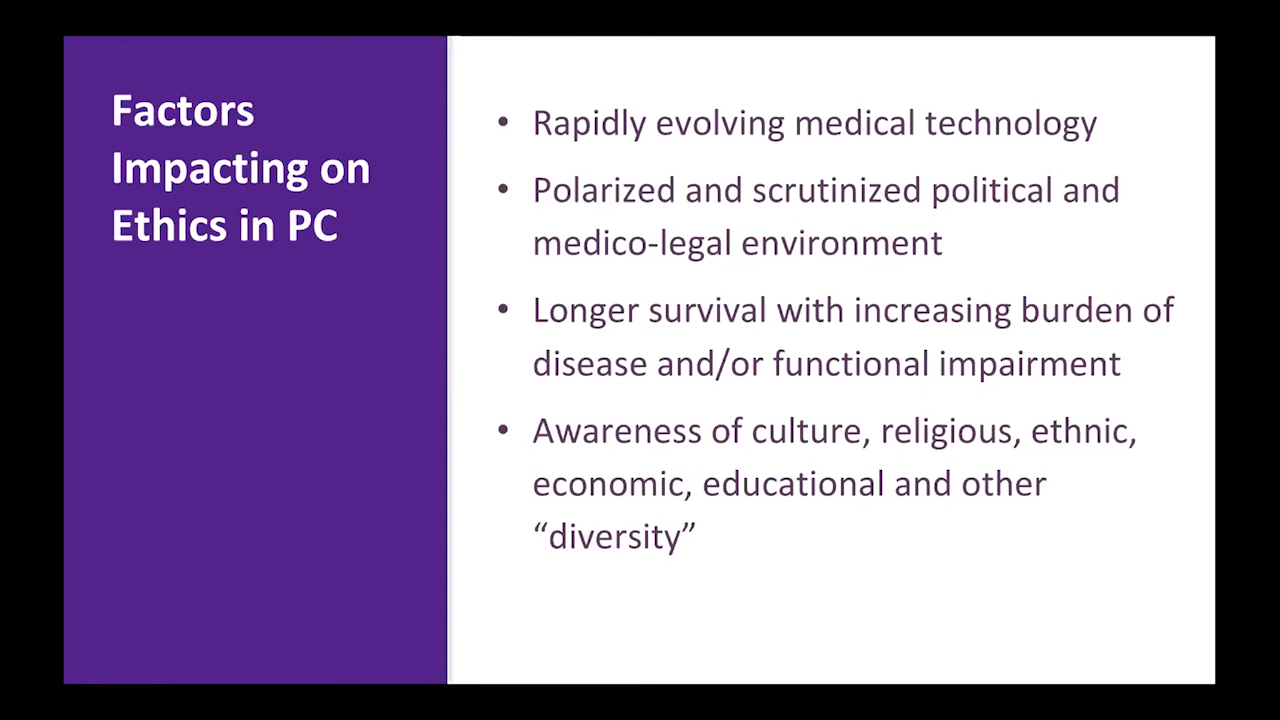 Factors
Impacting on
Ethics in PC
• Rapidly evolving medical technology
• Polarized and scrutinized political and
medico-legal environment
• Longer survival with increasing burden of
disease and/or functional impairment
• Awareness of culture, religious, ethnic,
economic, educational and other
“diversity”